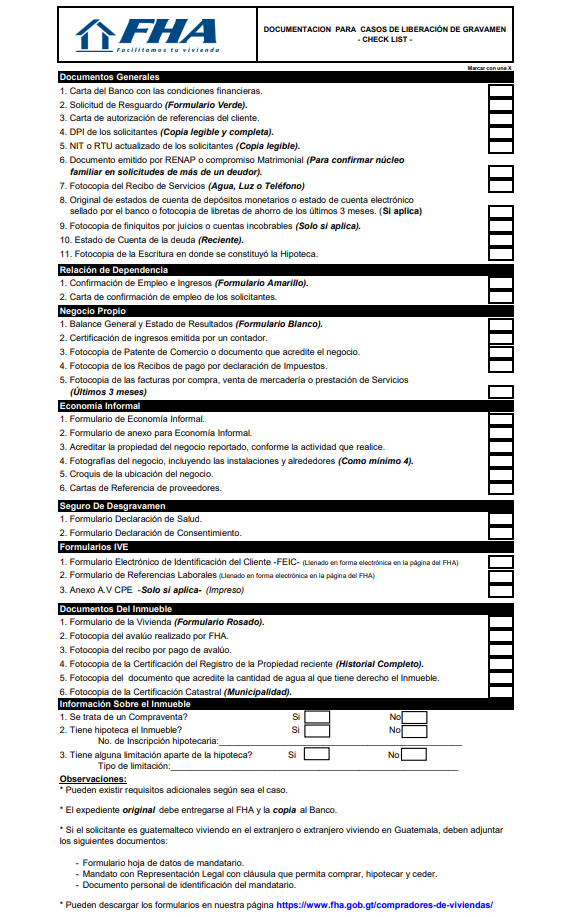 FHA
Facilitamos tu vivienda
DOCUMENTACION PARA CASOS DE LIBERACIÓN DE GRAVAMEN
- CHECK LIST -
Marcar con una X
Documentos Generales
1. Carta del Banco con las condiciones financieras.
2. Solicitud de Resguardo (Formulario Verde).
3. Carta de autorización de referencias del cliente.
4. DPI de los solicitantes (Copia legible y completa).
5. NIT o RTU actualizado de los solicitantes (Copia legible).
6. Documento emitido por RENAP o compromiso Matrimonial (Para confirmar núcleo
familiar en solicitudes de más de un deudor).
7. Fotocopia del Recibo de Servicios (Agua, Luz o Teléfono)
8. Original de estados de cuenta de depósitos monetarios o estado de cuenta electrónico
sellado por el banco o fotocopia de libretas de ahorro de los últimos 3 meses. (Si aplica)
9. Fotocopia de finiquitos por juicios o cuentas incobrables (Solo si aplica).
10. Estado de Cuenta de la deuda (Reciente).
11. Fotocopia de la Escritura en donde se constituyó la Hipoteca.
Relación de Dependencia
1. Confirmación de Empleo e Ingresos (Formulario Amarillo).
2. Carta de confirmación de empleo de los solicitantes.
Negocio Propio
1. Balance General y Estado de Resultados (Formulario Blanco).
2. Certificación de ingresos emitida por un contador.
3. Fotocopia de Patente de Comercio o documento que acredite el negocio.
4. Fotocopia de los Recibos de pago por declaración de Impuestos.
5. Fotocopia de las facturas por compra, venta de mercadería o prestación de Servicios
(Últimos 3 meses)
Economía Informal
1. Formulario de Economía Informal.
2. Formulario de anexo para Economía Informal.
3. Acreditar la propiedad del negocio reportado, conforme la actividad que realice.
4. Fotografías del negocio, incluyendo las instalaciones y alrededores (Como mínimo 4).
5. Croquis de la ubicación del negocio.
6. Cartas de Referencia de proveedores.
Seguro De Desgravamen
1. Formulario Declaración de Salud.
2. Formulario Declaración de Consentimiento.
Formularios IVE
1. Formulario Electrónico de Identificación del Cliente -FEIC- (Llenado en forma electrónica en la página del FHA)
2. Formulario de Referencias Laborales (Llenado en forma electrónica en la página del FHA)
3. Anexo A.V CPE -Solo si aplica- (Impreso)
Documentos Del Inmueble
1. Formulario de la Vivienda (Formulario Rosado).
2. Fotocopia del avalúo realizado por FHA.
3. Fotocopia del recibo por pago de avalúo.
4. Fotocopia de la Certificación del Registro de la Propiedad reciente (Historial Completo).
5. Fotocopia del documento que acredite la cantidad de agua al que tiene derecho el Inmueble.
6. Fotocopia de la Certificación Catastral (Municipalidad).
Información Sobre el Inmueble
1. Se trata de un Compraventa? Si No
2. Tiene hipoteca el Inmueble? Si No
No. de Inscripción hipotecaria:
3. Tiene alguna limitación aparte de la hipoteca? Si No
Tipo de limitación:
Observaciones:
* Pueden existir requisitos adicionales según sea el caso.
* El expediente original debe entregarse al FHA y la copia al Banco.
* Si el solicitante es guatemalteco viviendo en el extranjero o extranjero viviendo en Guatemala, deben adjuntar
los siguientes documentos:
- Formulario hoja de datos de mandatario.
- Mandato con Representación Legal con cláusula que permita comprar, hipotecar y ceder.
- Documento personal de identificación del mandatario.
* Pueden descargar los formularios en nuestra página https://www.fha.gob.gt/compradores-de-viviendas/